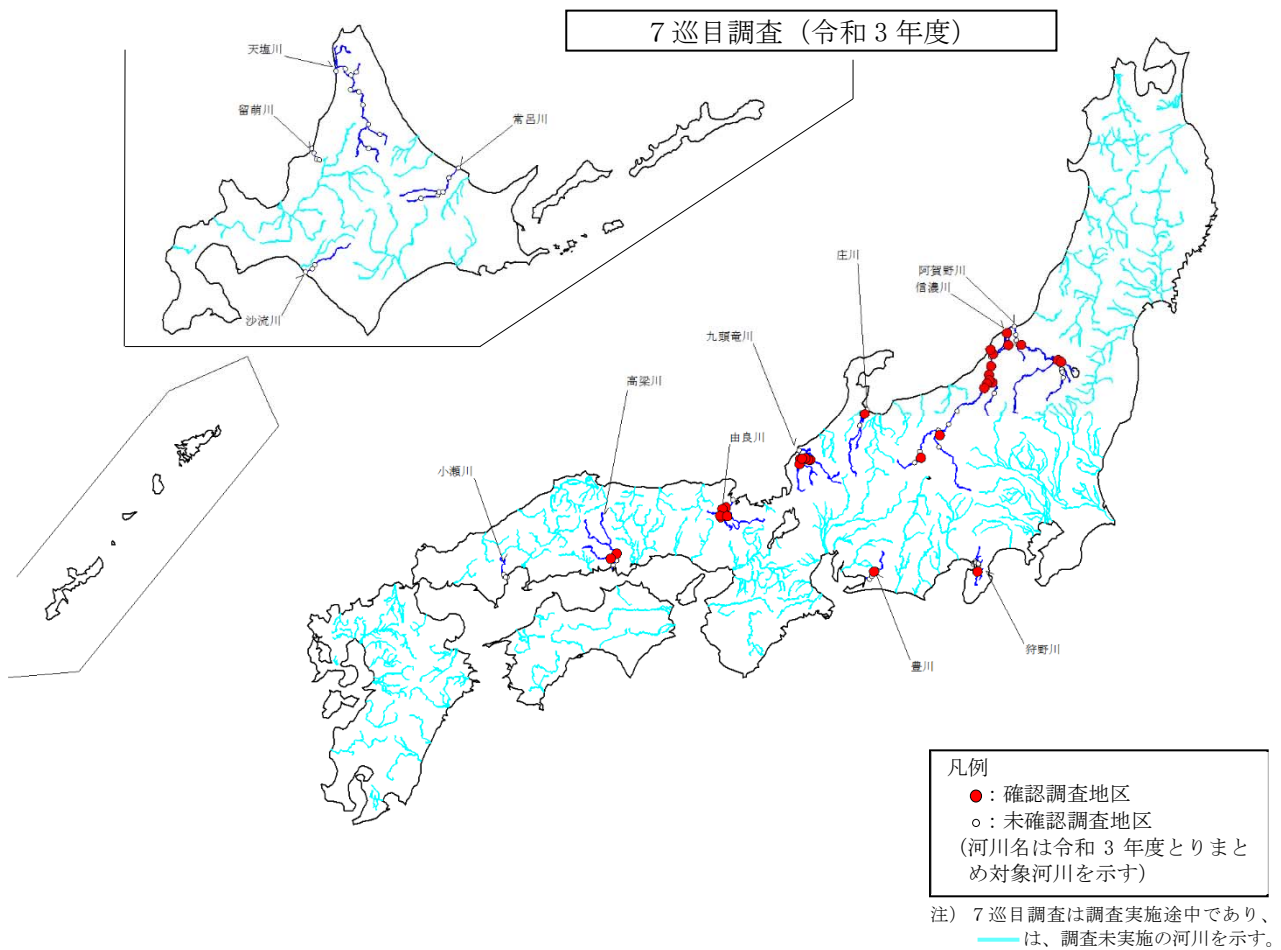 7巡目調査（令和3年度）
天塩川
留萌川
常呂川
沙流川
庄川
阿賀野川
信濃川
九頭竜川
高梁川
由良川
小瀬川
豊川
狩野川
凡例
●：確認調査地区
○：未確認調査地区
(河川名は令和 3 年度とりまと
め対象河川を示す)
注） 7巡目調査は調査実施途中であり、
は、調査未実施の河川を示す。